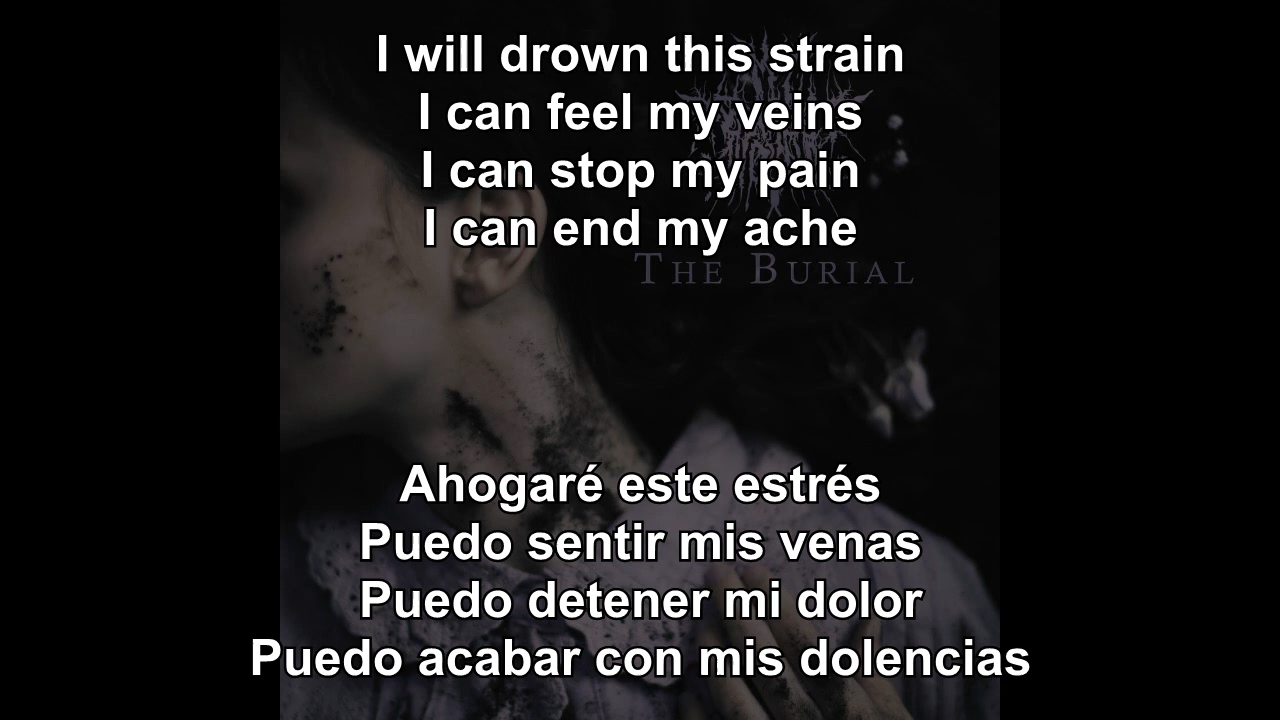 I will drown this strain
I can feel my veins
I can stop my pain
I can end my ache
THE BURIAL
Ahogaré este estrés
Puedo sentir mis venas
Puedo detener mi dolor
Puedo acabar con mis dolencias